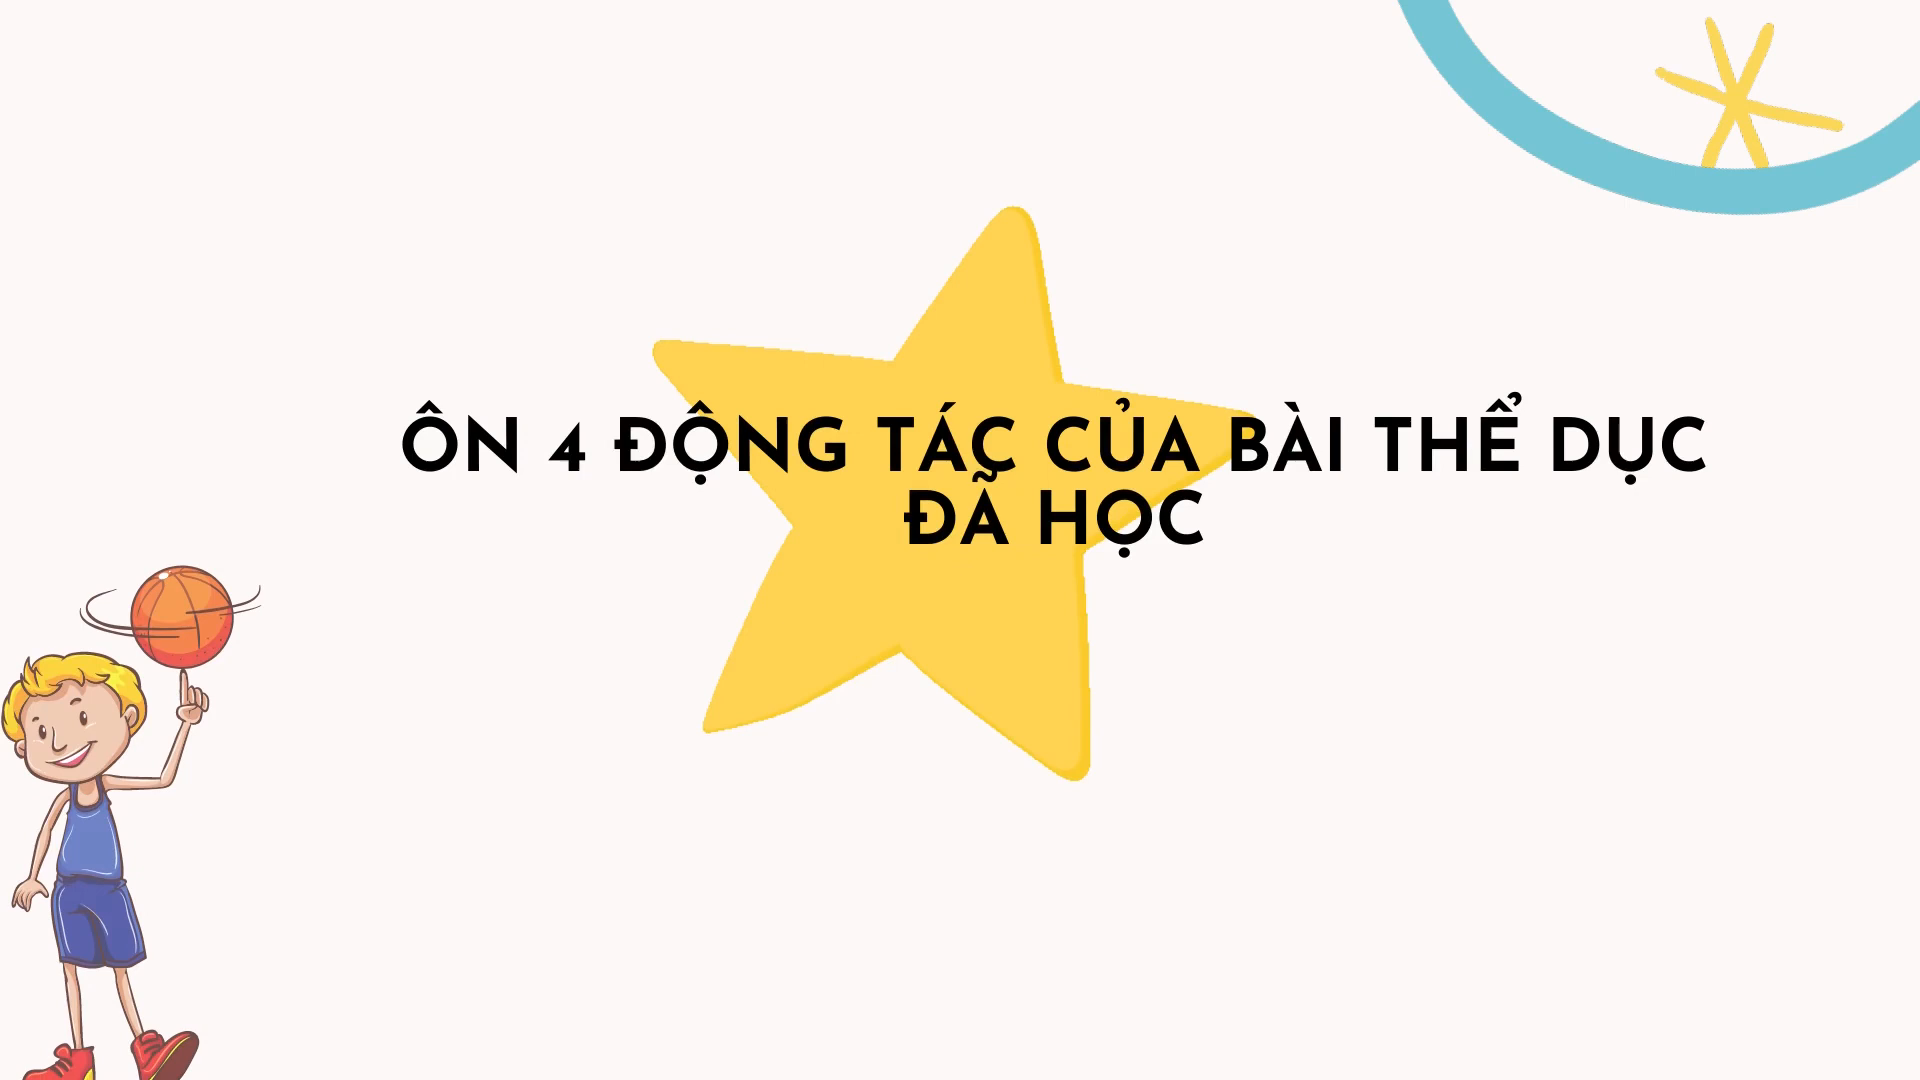 ÔN 4 ĐỘNG TÁC CỦA BÀI THỂ DỤC
ĐÃ HỌC